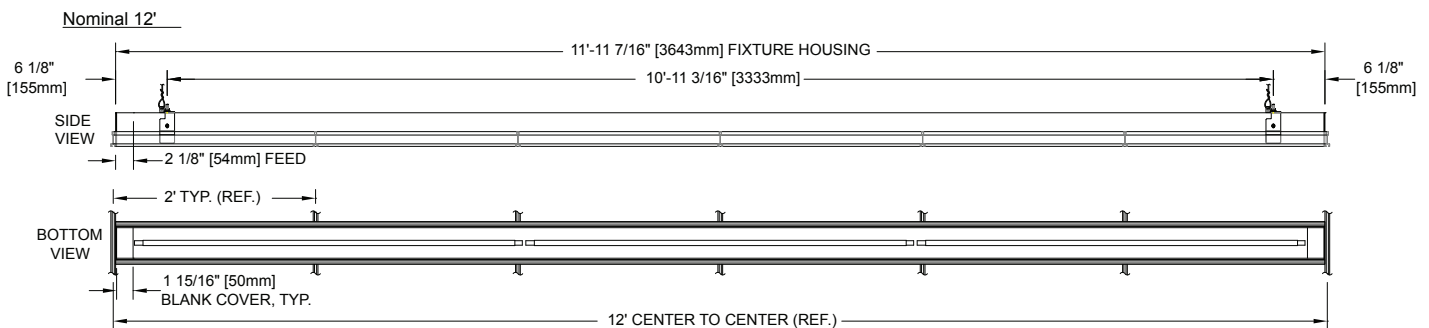 Nominal 12'
11'-11 7/16" [3643mm] FIXTURE HOUSING
6 1/8"
[155mm]
10'-11 3/16" [3333mm]
6 1/8"
[155mm]
SIDE
VIEW
2 1/8" [54mm] FEED
2' TYP. (REF.)
BOTTOM
VIEW
1 15/16" [50mm]
BLANK COVER, TYP.
12' CENTER TO CENTER (REF.)